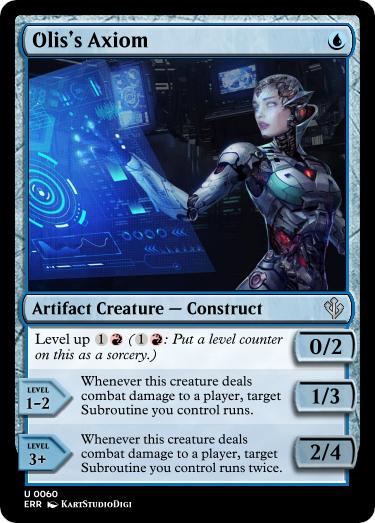 Olis's Axiom
Artifact Creature — Construct
Level up 1 (1: Put a level counter
on this as a sorcery.)
0/2
LEVEL
1-2
Whenever this creature deals
combat damage to a player, target
Subroutine you control runs.
1/3
LEVEL
3+
Whenever this creature deals
combat damage to a player, target
Subroutine you control runs twice.
2/4
U 0060
ERR KartStudioDigi